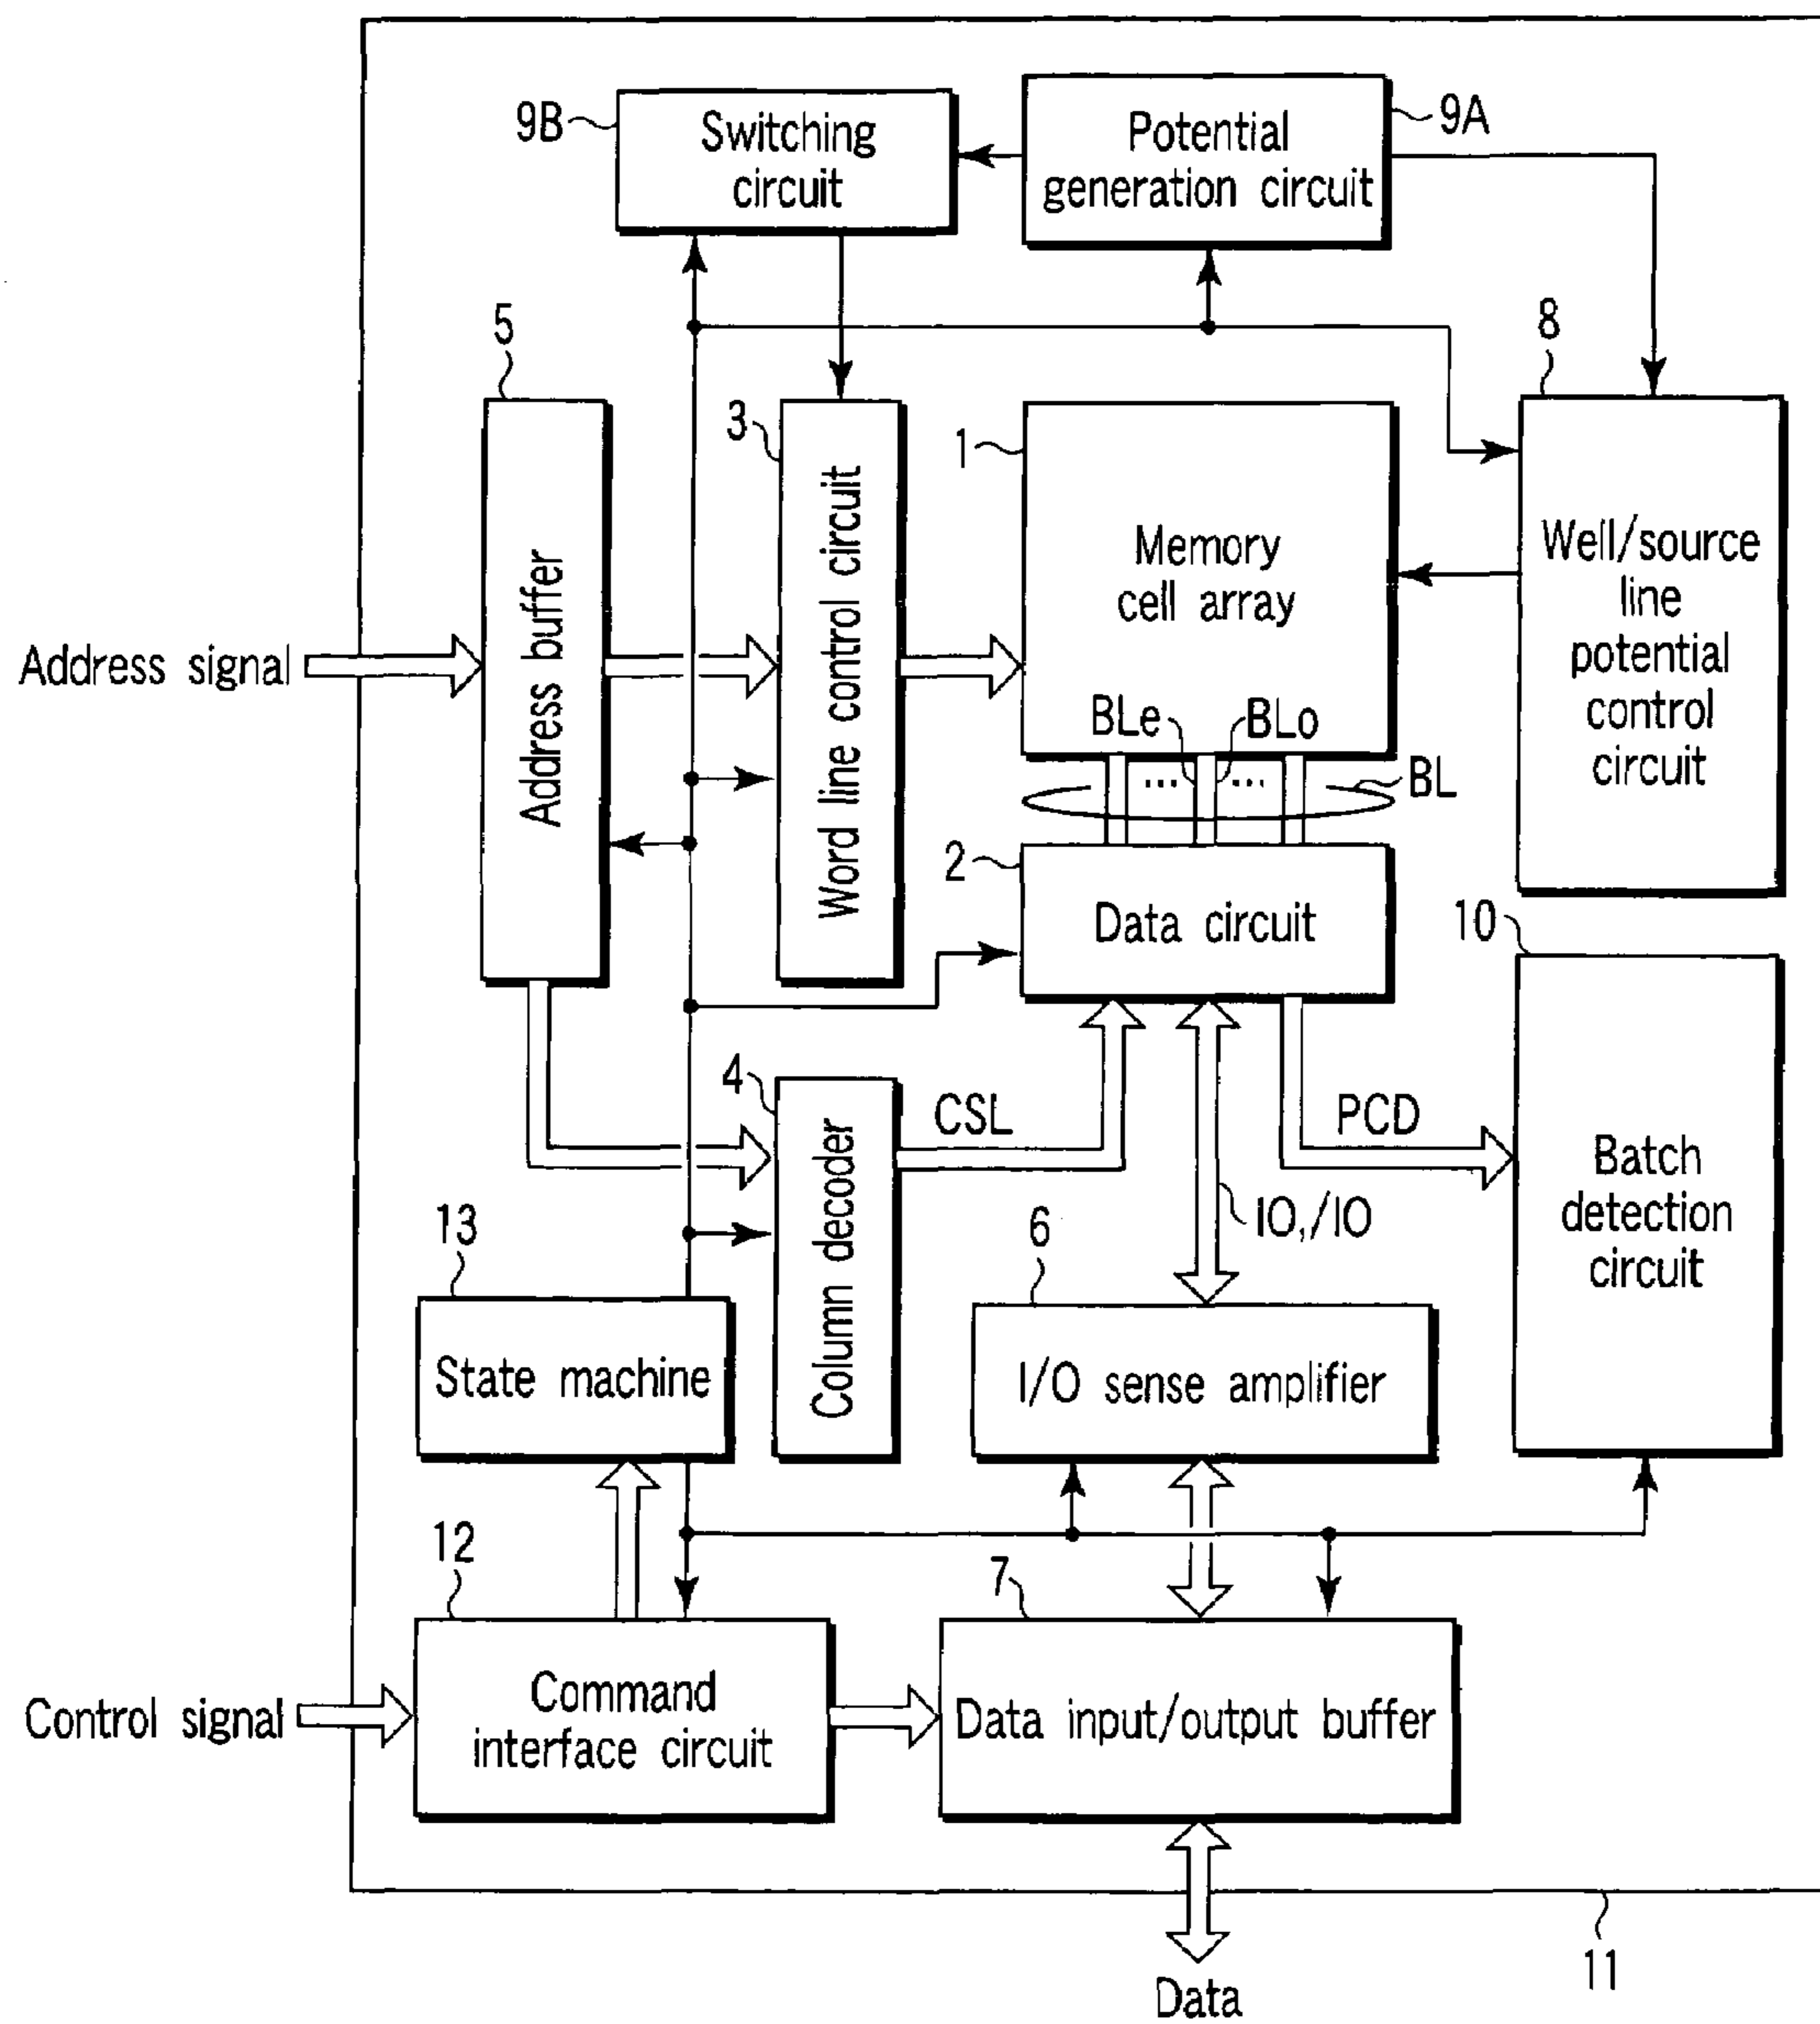 9B
Switching
circuit
Potential
generation circuit
9A
5
3
1
8
Address signal
Address buffer
Word line control circuit
Memory
cell array
Well/source
line
potential
control
circuit
BLe
BLo
... ...
BL
2
Data circuit
10
4
Column decoder
CSL
PCD
Batch
detection
circuit
IO,/IO
13
State machine
6
I/O sense amplifier
12
7
Control signal
Command
interface circuit
Data input/output buffer
Data
11